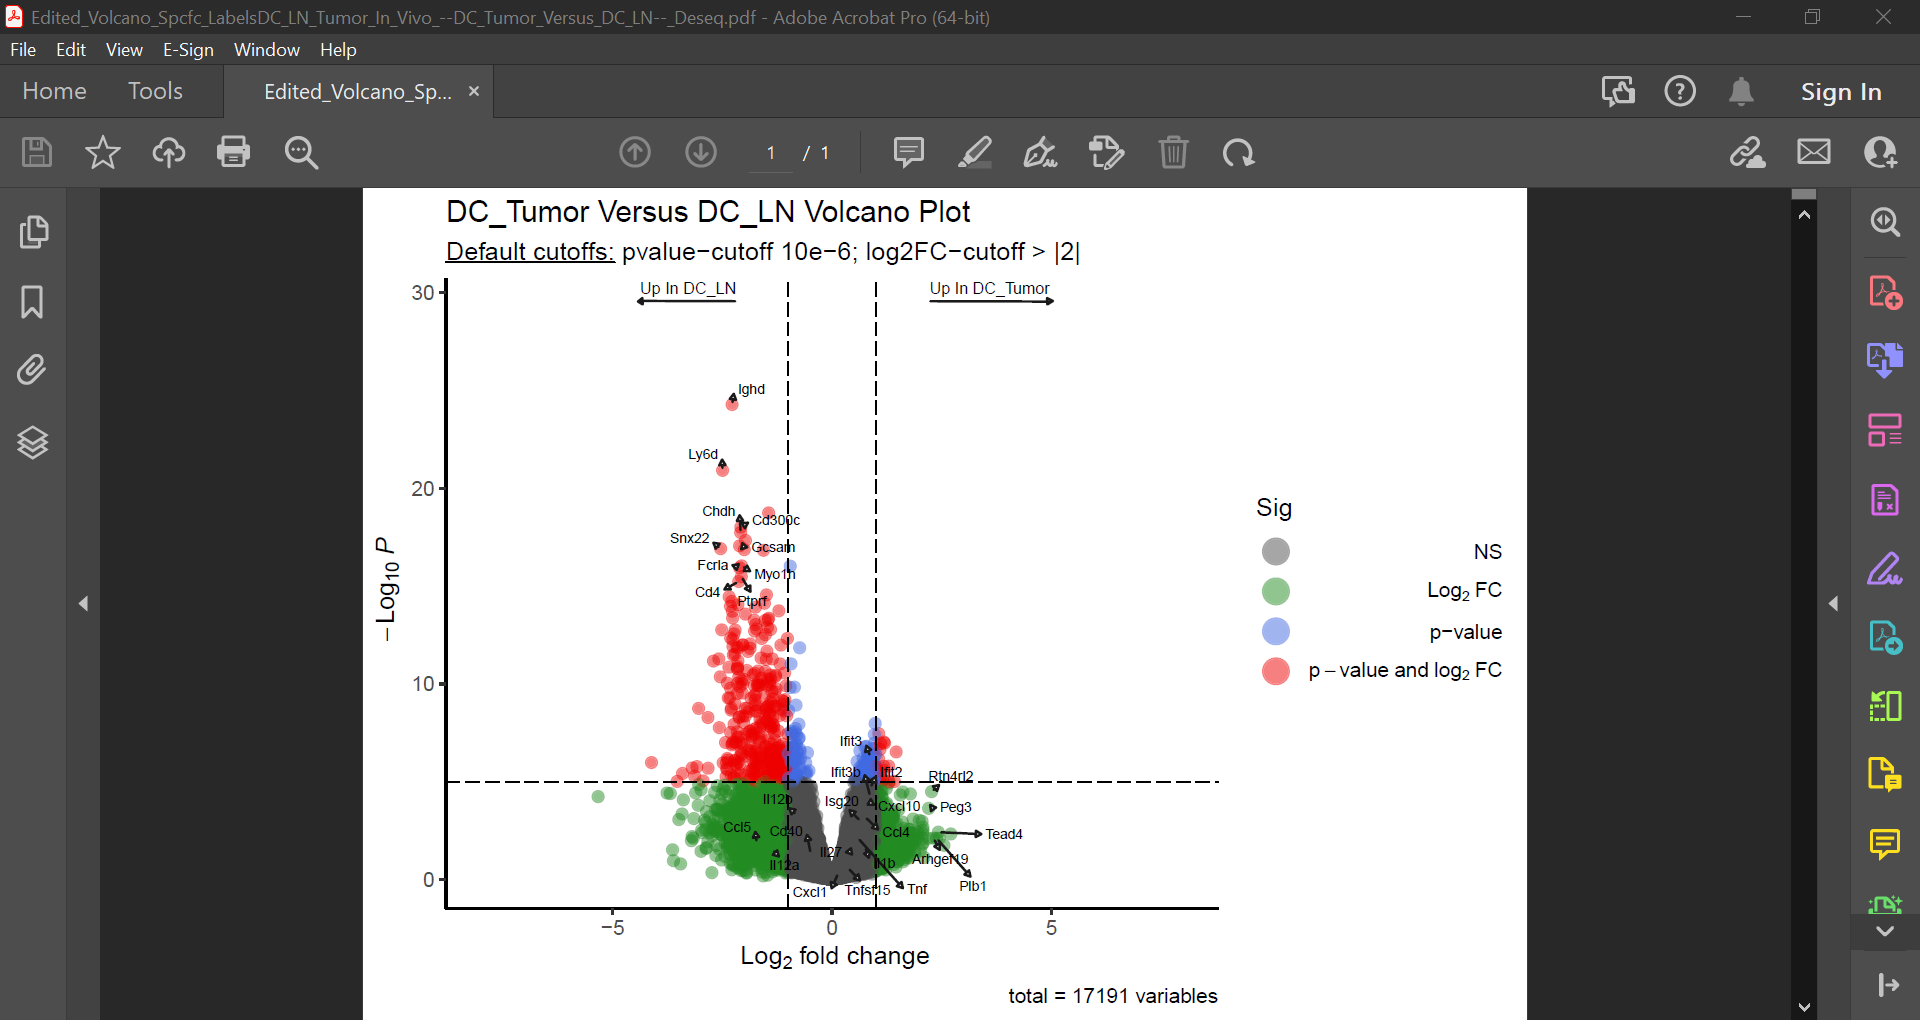 Edited_Volcano_Spcfc_LabelsDC_LN_Tumor_In_Vivo_--DC_Tumor_Versus_DC_LN--_Deseq.pdf - Adobe Acrobat Pro (64-bit)
File Edit View E-Sign Window Help
Home Tools Edited_Volcano_Sp... × Sign In
1 / 1
DC_Tumor Versus DC_LN Volcano Plot
Default cutoffs: pvalue−cutoff 10e−6; log2FC−cutoff > |2|
Up In DC_LN
Up In DC_Tumor
30
20
10
0
−Log10 P
Ighd
Ly6d
Chdh
Cd300c
Snx22
Gcsam
Fcrla
Myo1h
Cd4
Ptprf
Ifit3
Ifit3b
Ifit2
Rtn4rl2
Il12b
Isg20
Cxcl10
Peg3
Ccl5
Cd40
Ccl4
Tead4
Il27
Il12a
Il1b
Arhgef19
Cxcl1
Tnfsf15
Tnf
Plb1
−5
0
5
Log2 fold change
total = 17191 variables
Sig
NS
Log2 FC
p−value
p − value and log2 FC